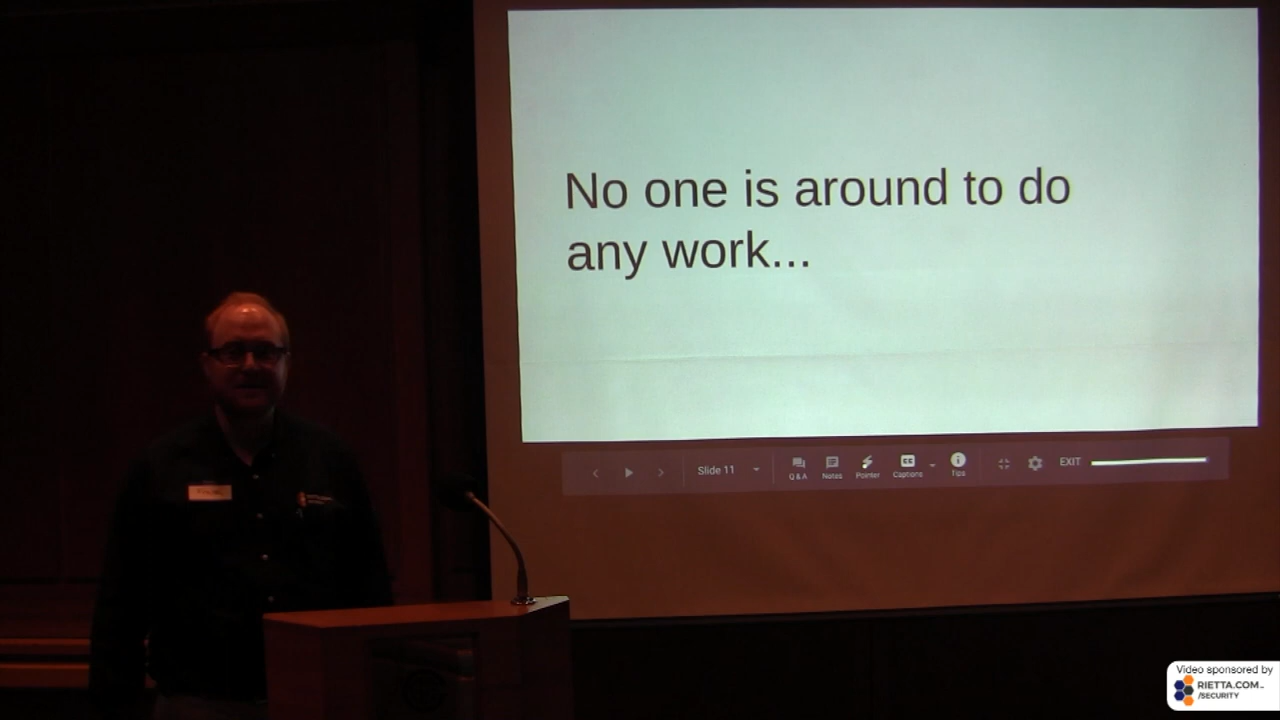 No one is around to do
any work...
Slide 11
Q&A
Notes
Pointer
Captions
Tips
EXIT
Video sponsored by
RIETTA.COM
/SECURITY